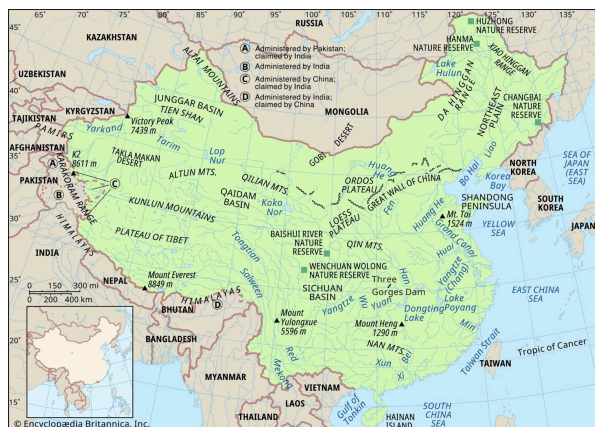 45° 75° 80° 85° 90° 95° 100° 105° 110° 115° 120° 125° 130° 135° 45°
RUSSIA
KAZAKHSTAN
ALTAI MOUNTAINS
A Administered by Pakistan;
claimed by India
B Administered by India
C Administered by China;
claimed by India
D Administered by India;
claimed by China
HUZHONG
NATURE RESERVE
HANMA
NATURE RESERVE
XIAO HINGGAN
RANGE
Lake
Hulun
UZBEKISTAN
JUNGGAR BASIN
TIEN SHAN
MONGOLIA
DA HINGGAN
RANGE
NORTHEAST
PLAIN
CHANGBAI
NATURE
RESERVE
40°
KYRGYZSTAN
Victory Peak
7439 m
TAJIKISTAN
PAMIRS
Yarkand
Tarim
GOBI DESERT
Liao
AFGHANISTAN
K2
8611 m
TAKLA MAKAN
DESERT
Lop
Nur
Huang
He
ORDOS
PLATEAU
GREAT WALL OF CHINA
Bo Hai
NORTH
KOREA
SEA OF
JAPAN
(EAST
SEA)
Korea
Bay
35°
A
KARAKORAM RANGE
PAKISTAN
B
C
ALTUN MTS.
QILIAN MTS.
QAIDAM
BASIN
Koko
Nor
LOESS
PLATEAU
Fen
Huang He
SHANDONG
PENINSULA
SOUTH
KOREA
Mt. Tai
1524 m
YELLOW
SEA
JAPAN
KUNLUN MOUNTAINS
30°
HIMALAYAS
PLATEAU OF TIBET
BAISHUI RIVER
NATURE
RESERVE
QIN MTS.
Grand Canal
Huai
Tongtian
Salween
WENCHUAN WOLONG
NATURE RESERVE
Han
Yangtze
(Chang)
INDIA
Mount Everest
8849 m
SICHUAN
BASIN
Three
Gorges Dam
EAST CHINA
SEA
25°
0 150 300 mi
0 200 400 km
NEPAL
HIMALAYAS
D
BHUTAN
Yangtze
Wu
Yuan
Dongting
Lake
Lake
Poyang
Mount
Yulongxue
5596 m
Mount Heng
1290 m
Min
20°
BANGLADESH
NAN MTS.
Taiwan Strait
TAIWAN
Tropic of Cancer
Red
Mekong
Xun
Xi
Bei
MYANMAR
VIETNAM
15°
LAOS
THAILAND
Gulf of
Tonkin
HAINAN
ISLAND
SOUTH
CHINA
SEA
© Encyclopædia Britannica, Inc.